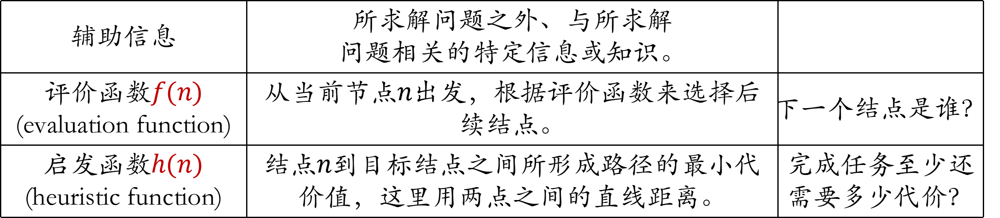 辅助信息
所求解问题之外、与所求解
问题相关的特定信息或知识。
评价函数f(n)
(evaluation function)
从当前节点n出发，根据评价函数来选择后
续结点。
下一个结点是谁？
启发函数h(n)
(heuristic function)
结点n到目标结点之间所形成路径的最小代
价值，这里用两点之间的直线距离。
完成任务至少还
需要多少代价？